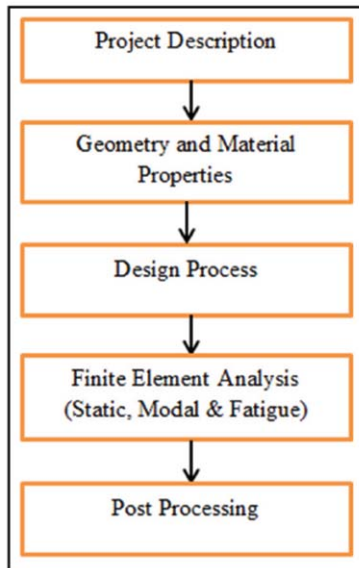 Project Description
Geometry and Material
Properties
Design Process
Finite Element Analysis
(Static, Modal & Fatigue)
Post Processing